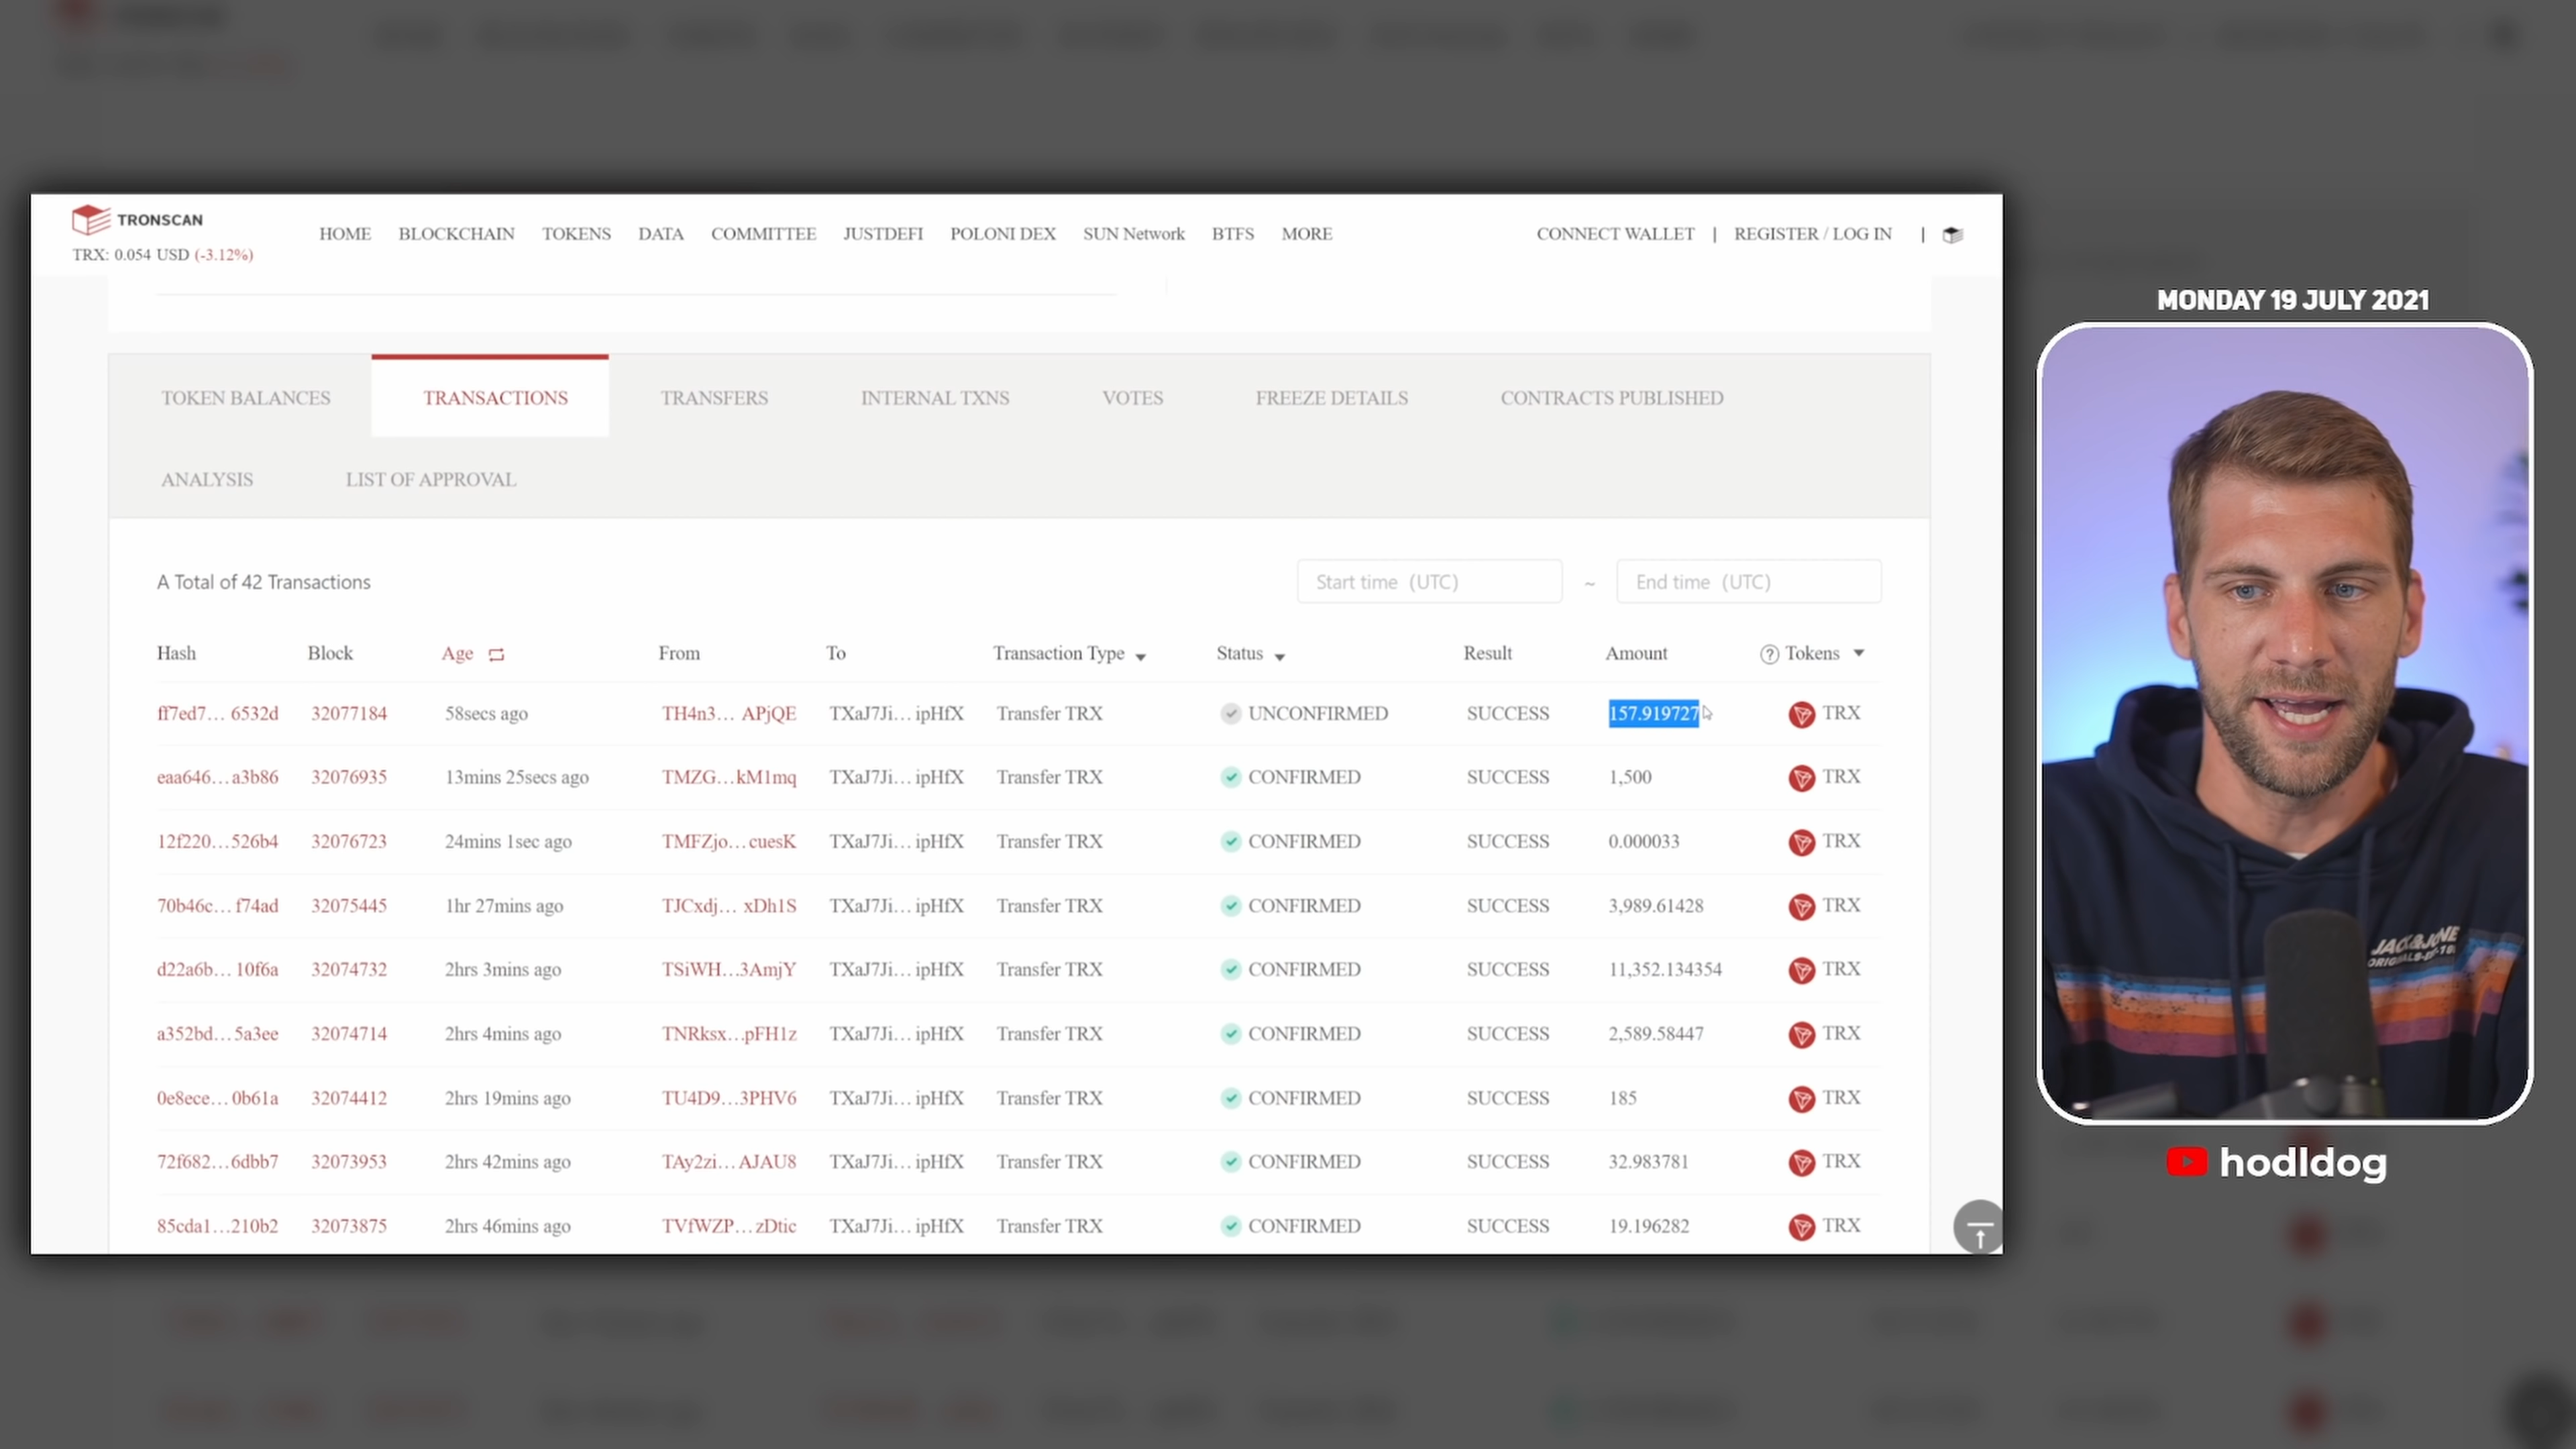 TRONSCAN
TRX: 0.054 USD (-3.12%)
HOME BLOCKCHAIN TOKENS DATA COMMITTEE JUSTDEFI POLONI DEX SUN Network BTFS MORE
CONNECT WALLET | REGISTER / LOG IN |
TOKEN BALANCES TRANSACTIONS TRANSFERS INTERNAL TXNS VOTES FREEZE DETAILS CONTRACTS PUBLISHED
ANALYSIS LIST OF APPROVAL
A Total of 42 Transactions
Start time (UTC) ~ End time (UTC)
Hash Block Age From To Transaction Type Status Result Amount ? Tokens
ff7ed7... 6532d 32077184 58secs ago TH4n3... APjQE TXaJ7Ji... ipHfX Transfer TRX UNCONFIRMED SUCCESS 157.919727 TRX
eaa646...a3b86 32076935 13mins 25secs ago TMZG...kM1mq TXaJ7Ji... ipHfX Transfer TRX CONFIRMED SUCCESS 1,500 TRX
12f220...526b4 32076723 24mins 1sec ago TMFZjo...cuesK TXaJ7Ji... ipHfX Transfer TRX CONFIRMED SUCCESS 0.000033 TRX
70b46c... f74ad 32075445 1hr 27mins ago TJCxdj... xDh1S TXaJ7Ji... ipHfX Transfer TRX CONFIRMED SUCCESS 3,989.61428 TRX
d22a6b... 10f6a 32074732 2hrs 3mins ago TSiWH...3AmjY TXaJ7Ji... ipHfX Transfer TRX CONFIRMED SUCCESS 11,352.134354 TRX
a352bd...5a3ee 32074714 2hrs 4mins ago TNRksx...pFH1z TXaJ7Ji... ipHfX Transfer TRX CONFIRMED SUCCESS 2,589.58447 TRX
0e8ece... 0b61a 32074412 2hrs 19mins ago TU4D9...3PHV6 TXaJ7Ji... ipHfX Transfer TRX CONFIRMED SUCCESS 185 TRX
72f682...6dbb7 32073953 2hrs 42mins ago TAy2zi... AJAU8 TXaJ7Ji... ipHfX Transfer TRX CONFIRMED SUCCESS 32.983781 TRX
85cda1...210b2 32073875 2hrs 46mins ago TVfWZP...zDtic TXaJ7Ji... ipHfX Transfer TRX CONFIRMED SUCCESS 19.196282 TRX
MONDAY 19 JULY 2021
JACK & JONE
hodldog